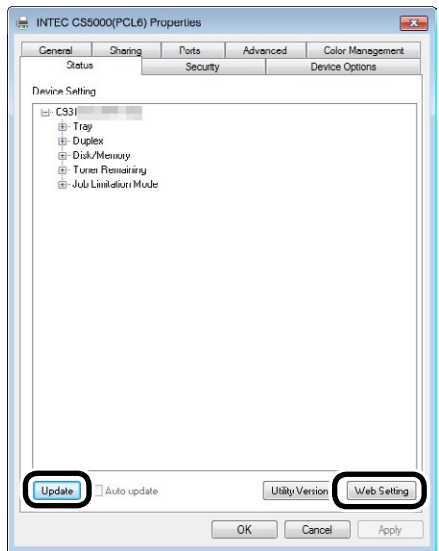 INTEC CS5000(PCL6) Properties
General Sharing Ports Advanced Color Management
Status Security Device Options
Device Setting
C931
Tray
Duplex
Disk/Memory
Toner Remaining
Job Limitation Mode
Update Auto update Utility Version Web Setting
OK Cancel Apply